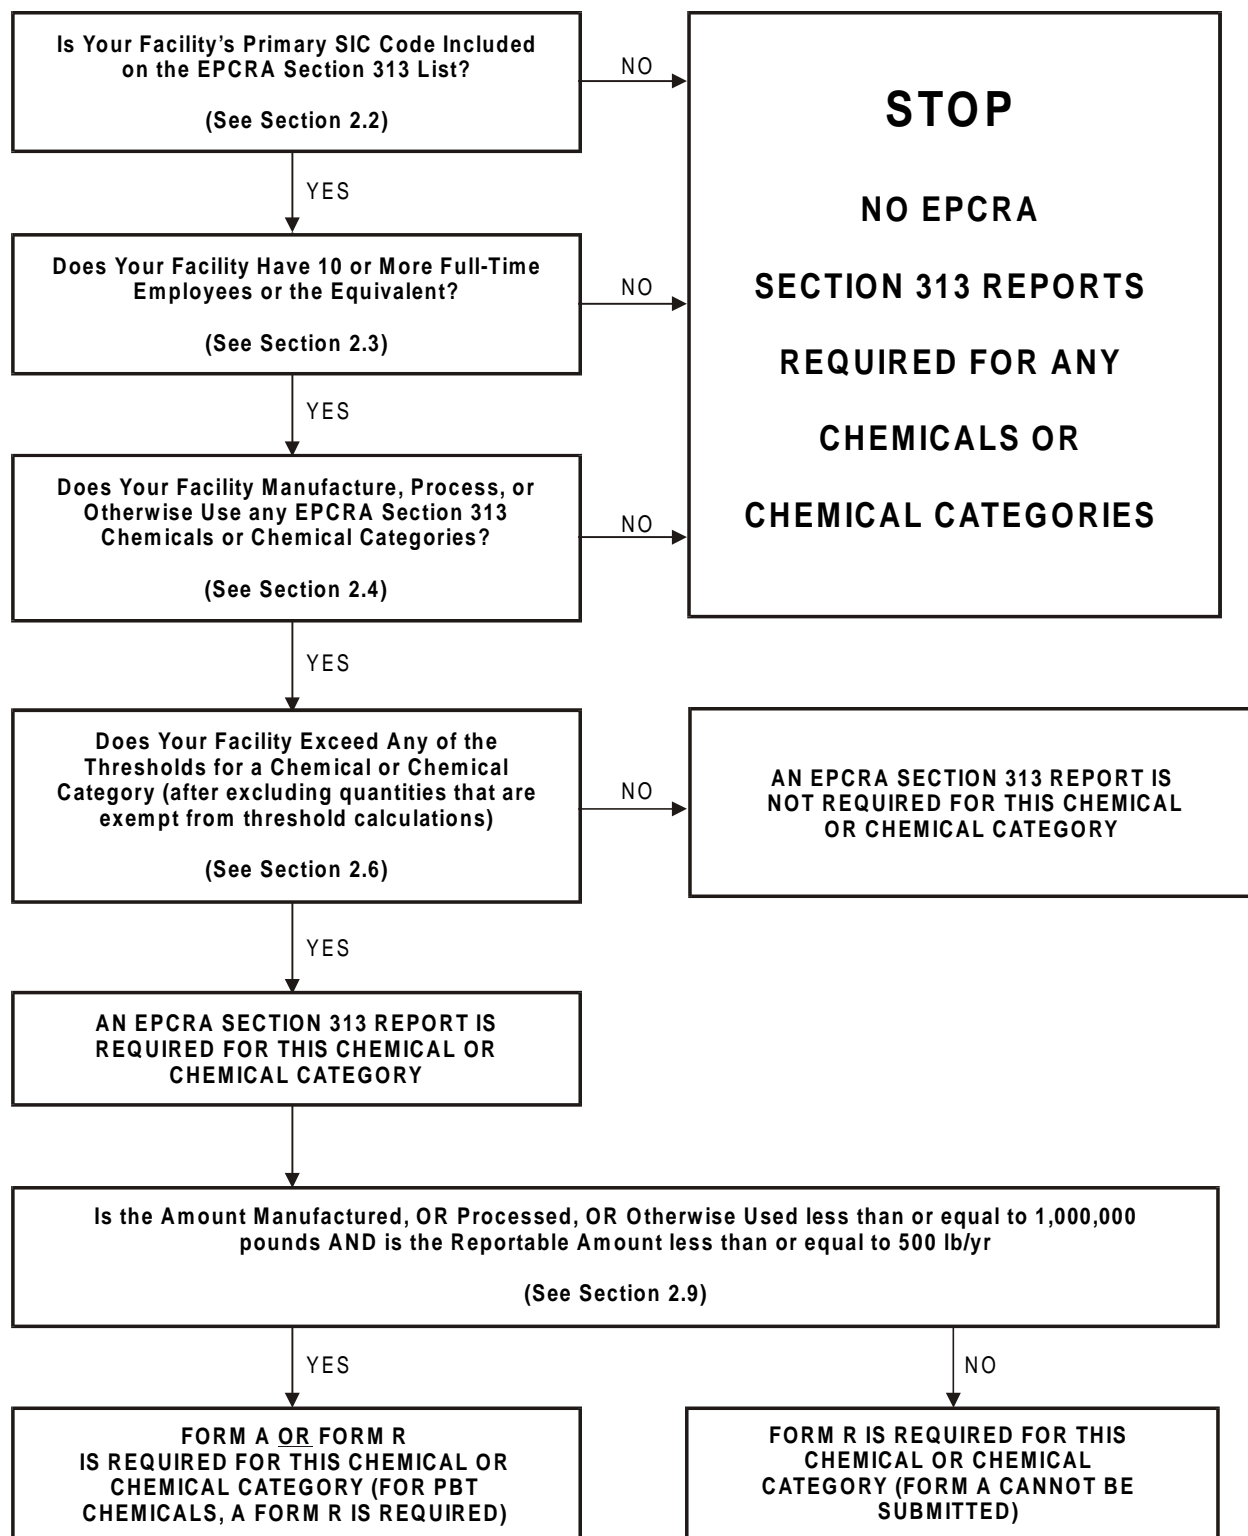 Is Your Facility's Primary SIC Code Included
on the EPCRA Section 313 List?
(See Section 2.2)
NO
STOP
NO EPCRA
SECTION 313 REPORTS
REQUIRED FOR ANY
CHEMICALS OR
CHEMICAL CATEGORIES
YES
Does Your Facility Have 10 or More Full-Time
Employees or the Equivalent?
(See Section 2.3)
NO
YES
Does Your Facility Manufacture, Process, or
Otherwise Use any EPCRA Section 313
Chemicals or Chemical Categories?
(See Section 2.4)
NO
YES
Does Your Facility Exceed Any of the
Thresholds for a Chemical or Chemical
Category (after excluding quantities that are
exempt from threshold calculations)
(See Section 2.6)
NO
AN EPCRA SECTION 313 REPORT IS
NOT REQUIRED FOR THIS CHEMICAL
OR CHEMICAL CATEGORY
YES
AN EPCRA SECTION 313 REPORT IS
REQUIRED FOR THIS CHEMICAL OR
CHEMICAL CATEGORY
Is the Amount Manufactured, OR Processed, OR Otherwise Used less than or equal to 1,000,000
pounds AND is the Reportable Amount less than or equal to 500 lb/yr
(See Section 2.9)
YES
NO
FORM A OR FORM R
IS REQUIRED FOR THIS CHEMICAL OR
CHEMICAL CATEGORY (FOR PBT
CHEMICALS, A FORM R IS REQUIRED)
FORM R IS REQUIRED FOR THIS
CHEMICAL OR CHEMICAL
CATEGORY (FORM A CANNOT BE
SUBMITTED)